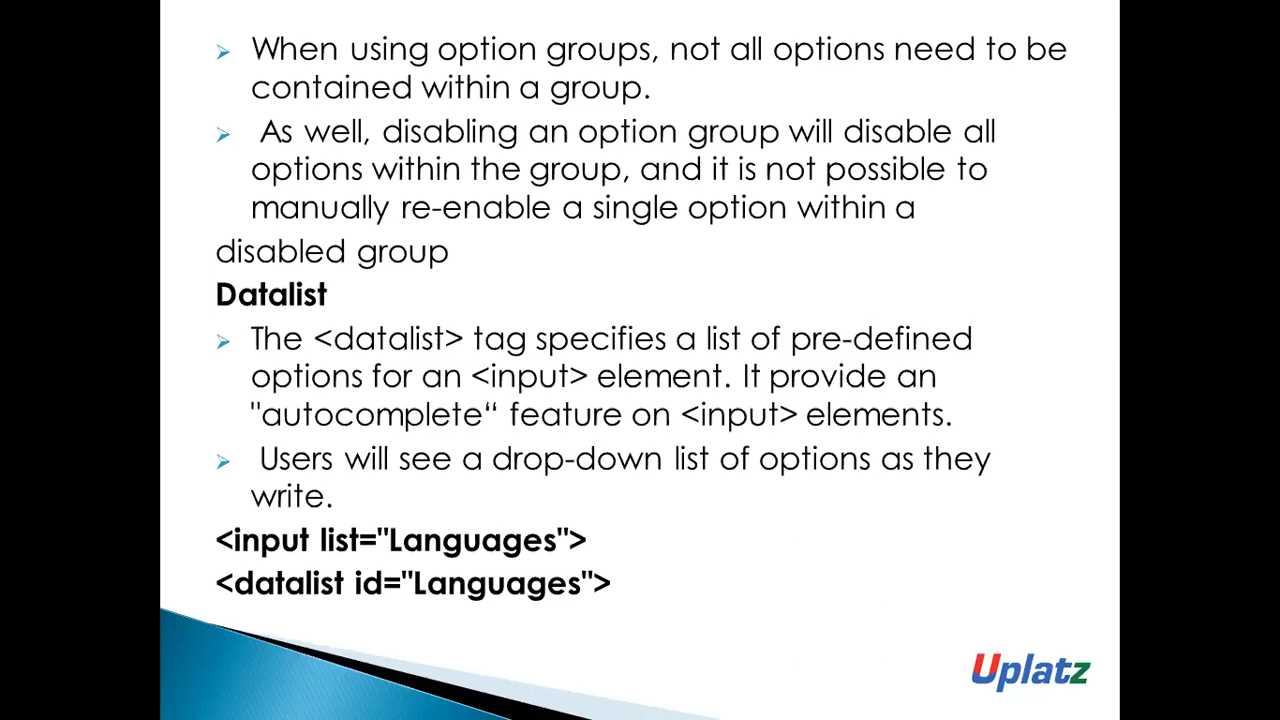 When using option groups, not all options need to be
contained within a group.
As well, disabling an option group will disable all
options within the group, and it is not possible to
manually re-enable a single option within a
disabled group
Datalist
The <datalist> tag specifies a list of pre-defined
options for an <input> element. It provide an
"autocomplete“ feature on <input> elements.
Users will see a drop-down list of options as they
write.
<input list="Languages">
<datalist id="Languages">
Uplatz